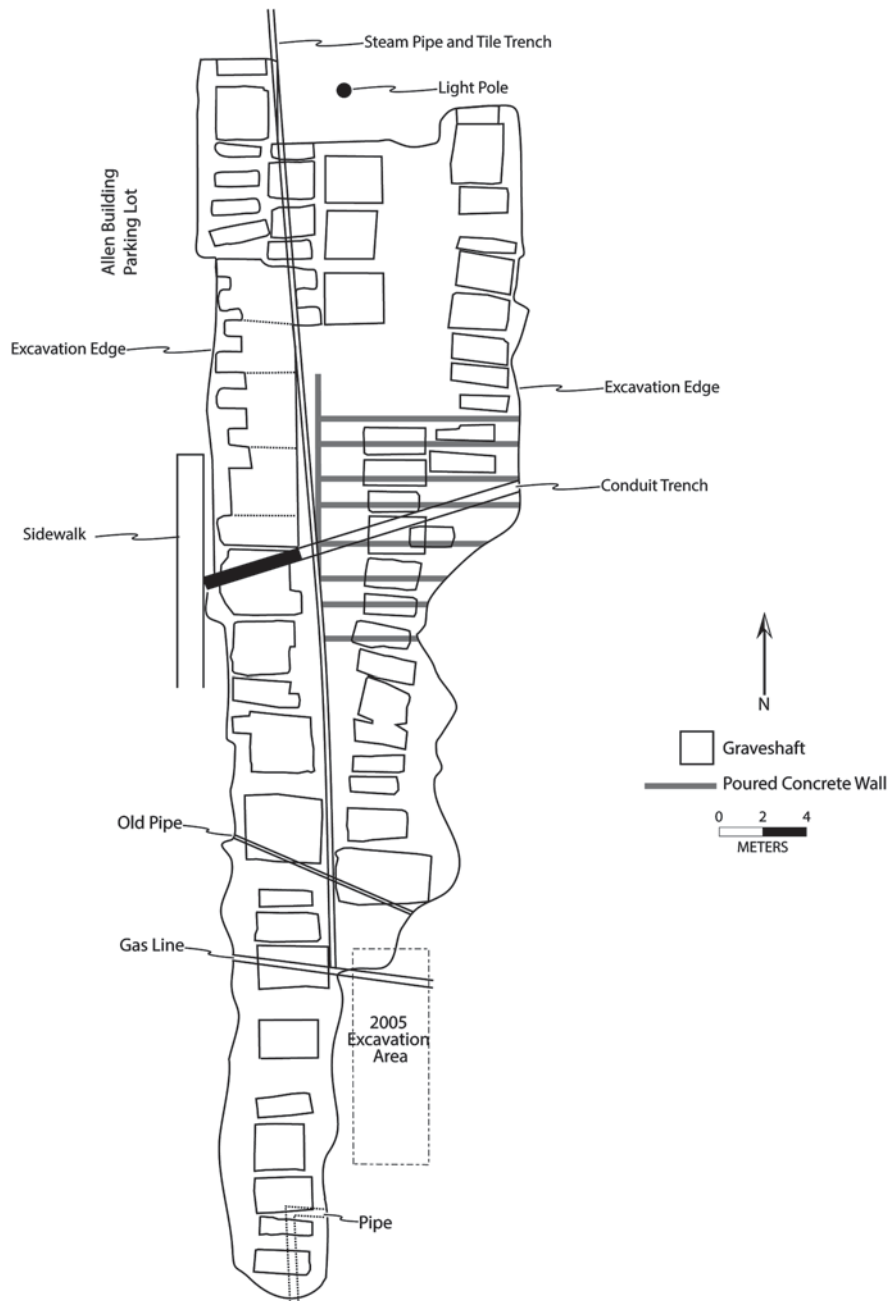 Steam Pipe and Tile Trench
Light Pole
Allen Building
Parking Lot
Excavation Edge
Excavation Edge
Conduit Trench
Sidewalk
N
Graveshaft
Poured Concrete Wall
0 2 4
METERS
Old Pipe
Gas Line
2005
Excavation
Area
Pipe